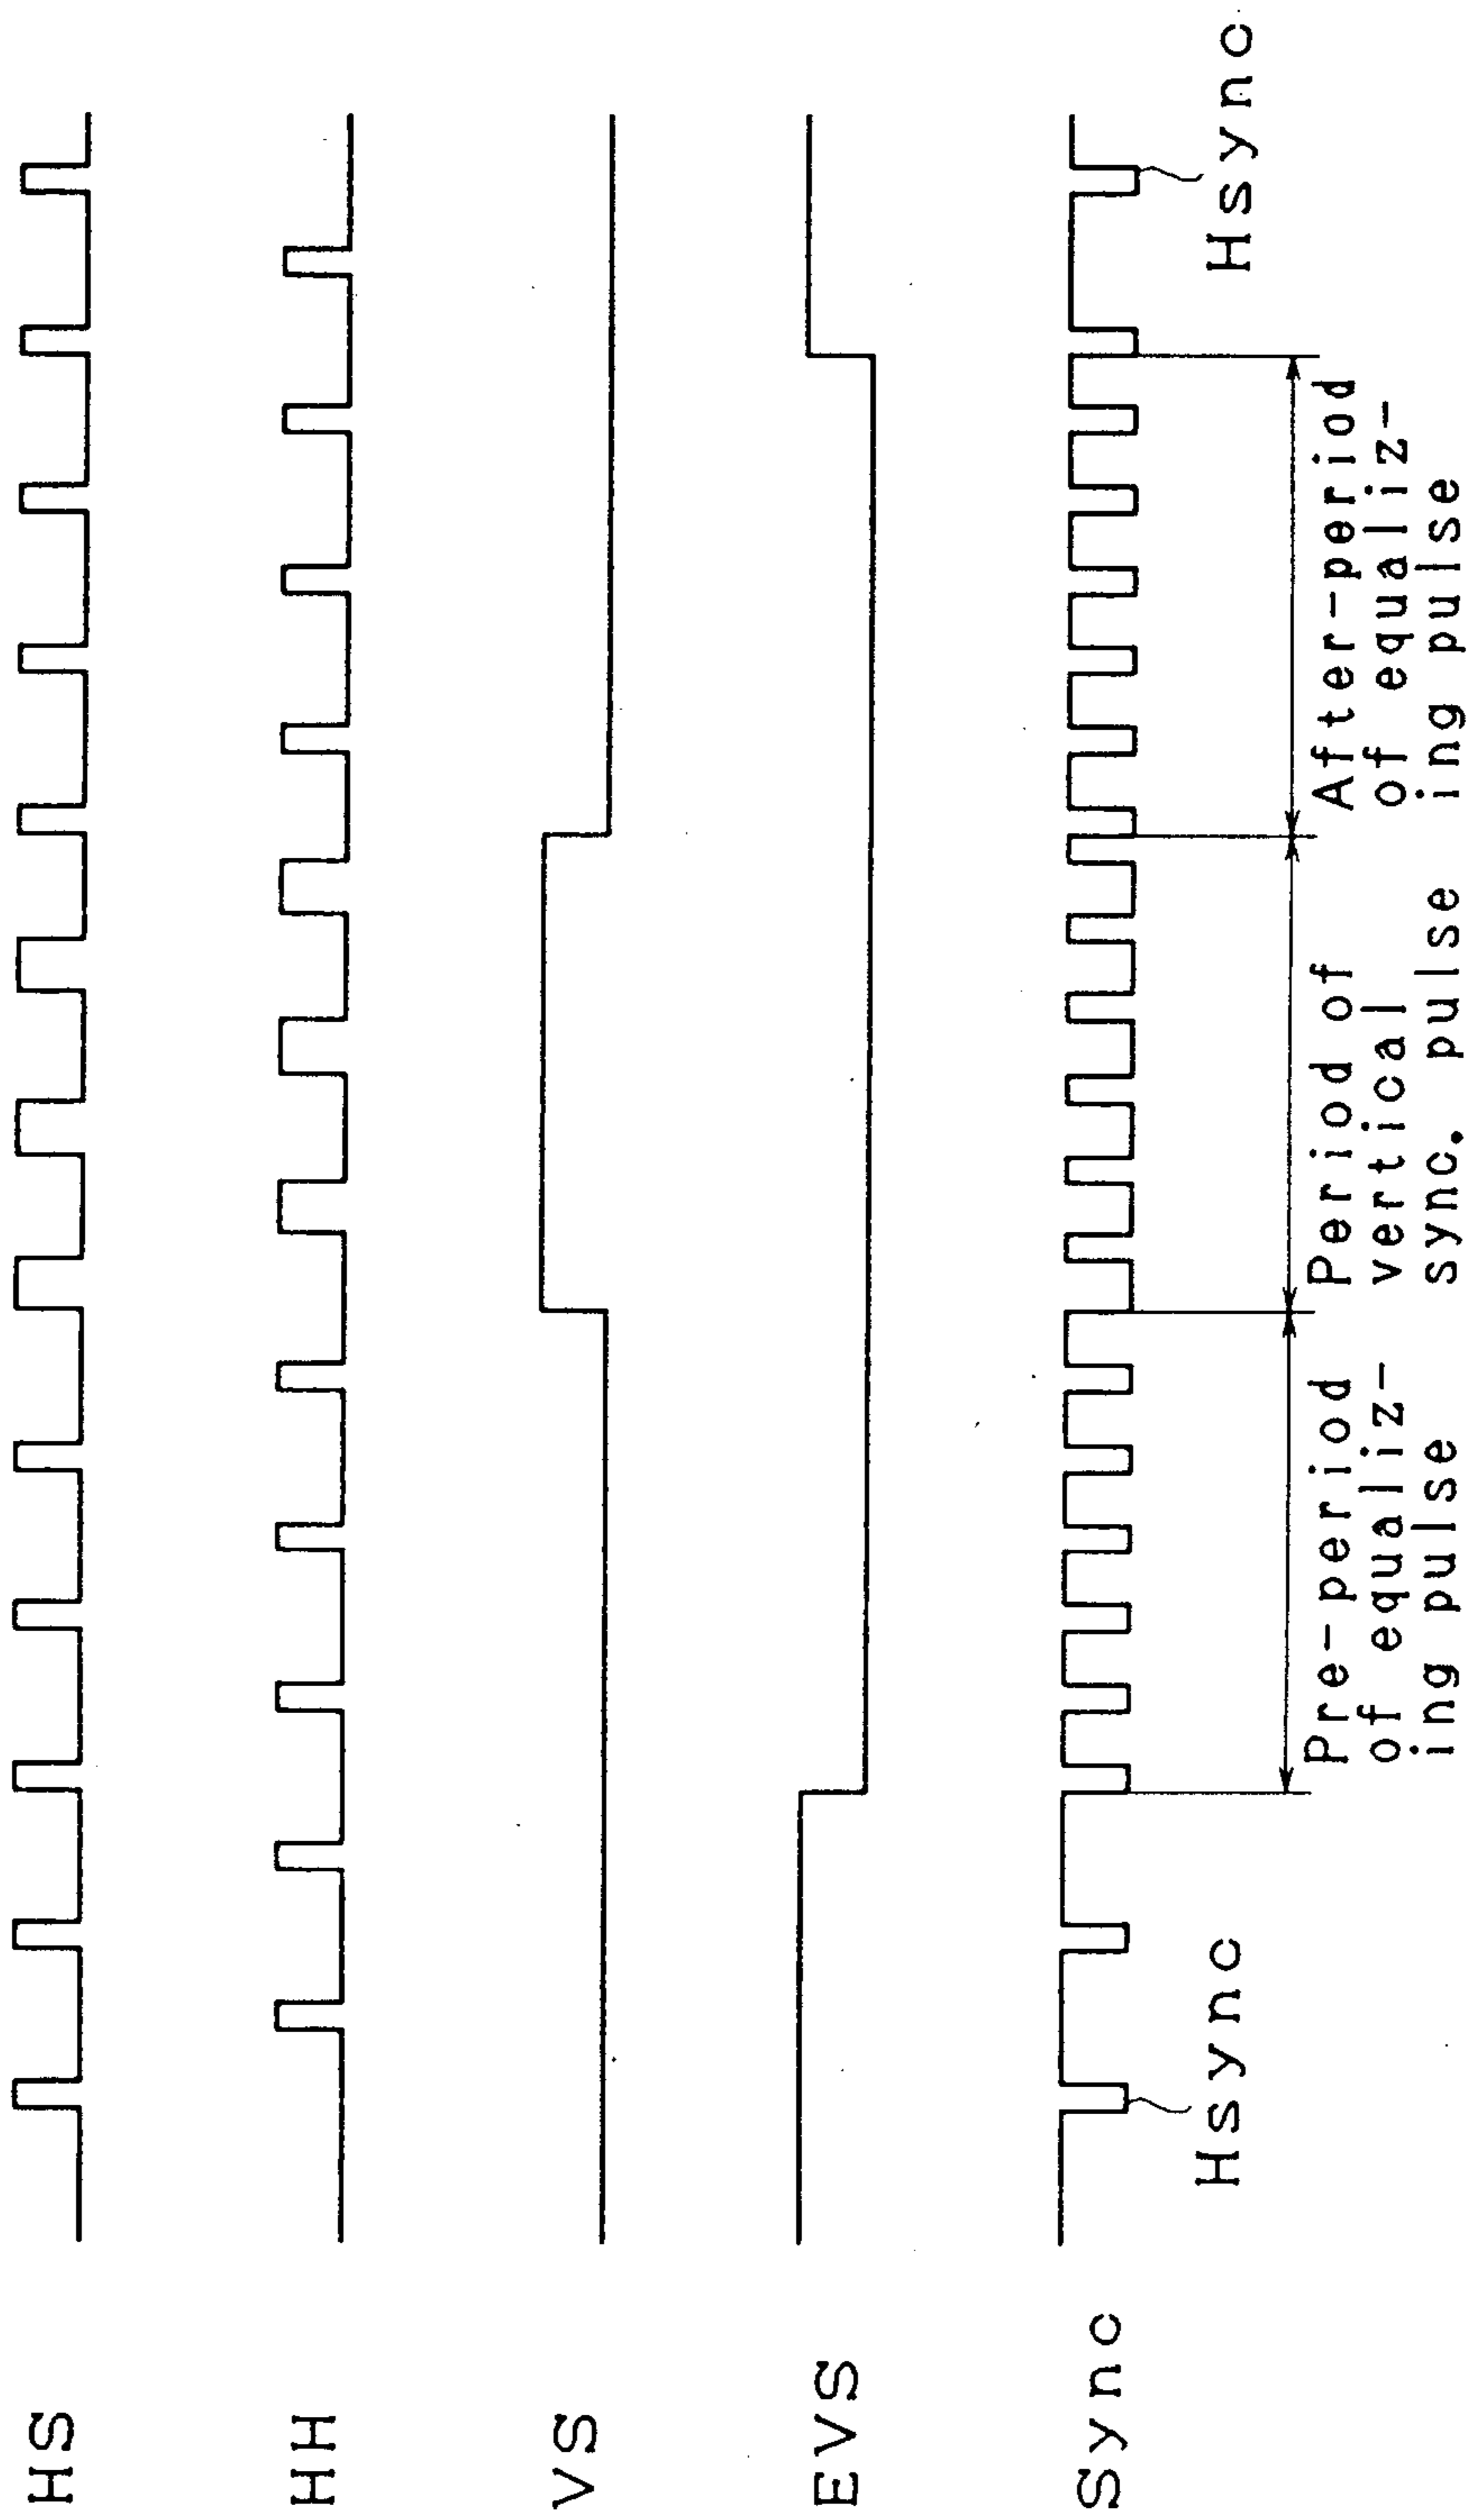 HS
HH
VS
EVS
Sync
Hsync
Hsync
Pre-period
of equaliz-
ing pulse
Period of
vertical
sync. pulse
After-period
of equaliz-
ing pulse